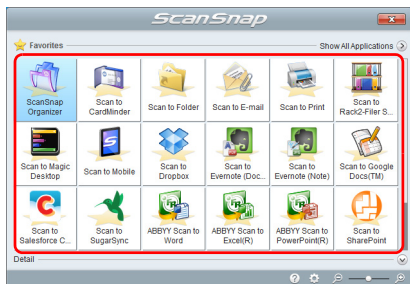 ScanSnap
Favorites
Show All Applications
ScanSnap Organizer
Scan to CardMinder
Scan to Folder
Scan to E-mail
Scan to Print
Scan to Rack2-Filer S...
Scan to Magic Desktop
Scan to Mobile
Scan to Dropbox
Scan to Evernote (Doc...
Scan to Evernote (Note)
Scan to Google Docs(TM)
Scan to Salesforce C...
Scan to SugarSync
ABBYY Scan to Word
ABBYY Scan to Excel(R)
ABBYY Scan to PowerPoint(R)
Scan to SharePoint
Detail